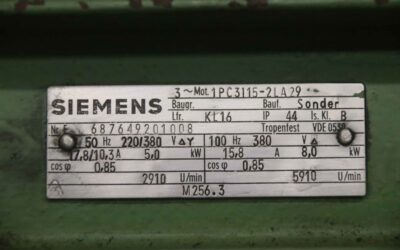 3~Mot. 1PC3115-2LA29
SIEMENS Baugr. Bauf. Sonder
Lfr. KL16 IP 44 Is. Kl. B
Nr. E 687649201008 Tropenfest VDE 0530
50 Hz 220/380 V Δ Y 100 Hz 380 V Δ
17,8/10,3 A 5,0 kW 15,8 A 8,0 kW
cos φ 0,85 cos φ 0,85
2910 U/min 5910 U/min
M256.3